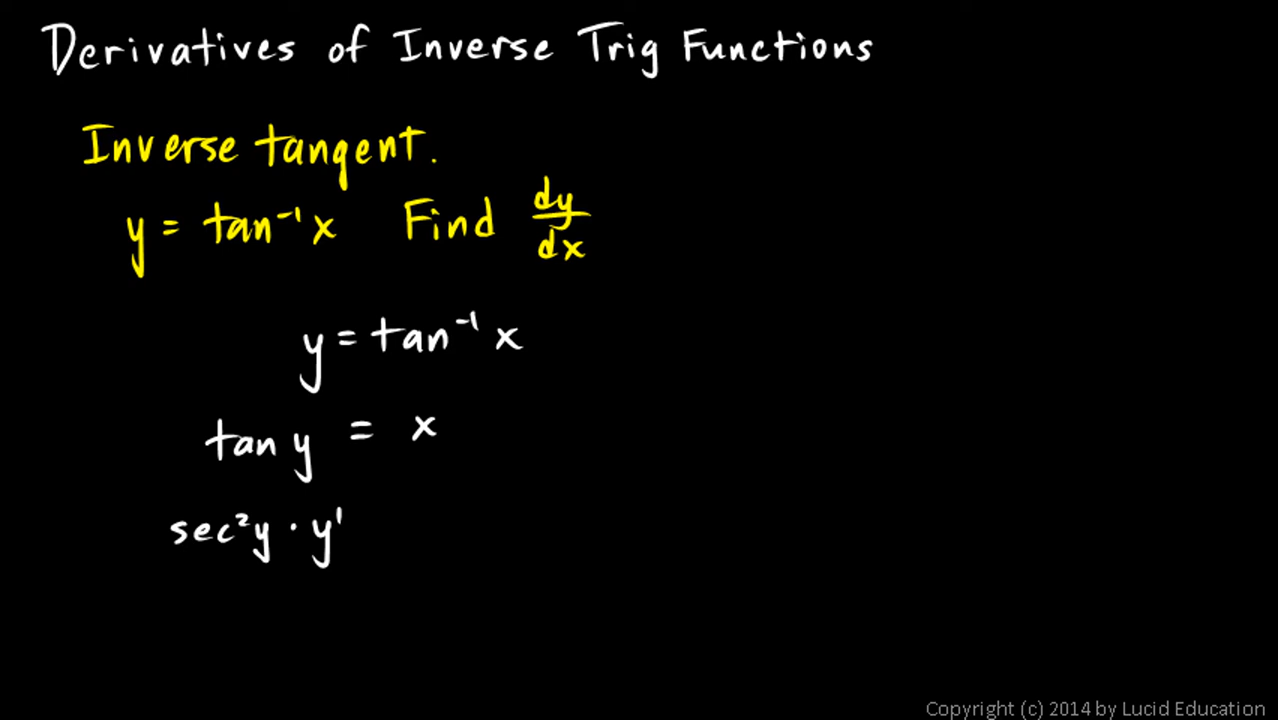 Derivatives of Inverse Trig Functions
Inverse tangent.
y = tan⁻¹ x Find dy/dx
y = tan⁻¹ x
tan y = x
sec²y · y'
Copyright (c) 2014 by Lucid Education